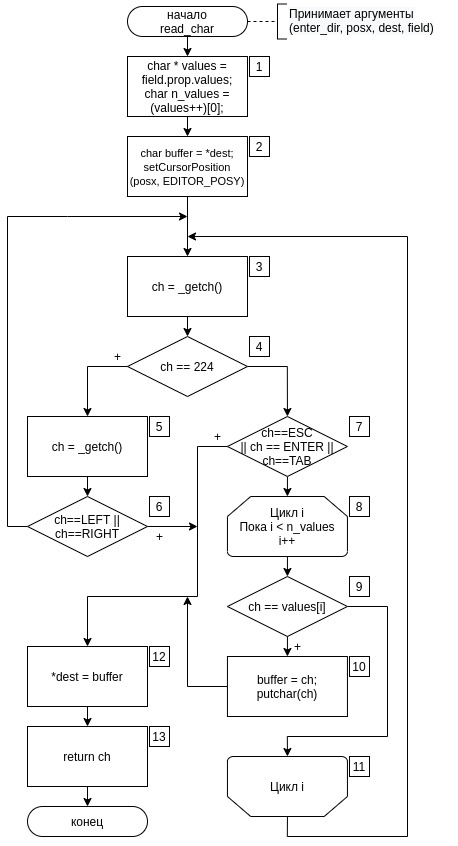 начало
read_char
Принимает аргументы
(enter_dir, posx, dest, field)
1
char * values =
field.prop.values;
char n_values =
(values++)[0];
2
char buffer = *dest;
setCursorPosition
(posx, EDITOR_POSY)
3
ch = _getch()
4
ch == 224
+
5
ch = _getch()
+
7
ch==ESC
|| ch == ENTER ||
ch==TAB
6
ch==LEFT ||
ch==RIGHT
+
8
Цикл i
Пока i < n_values
i++
9
ch == values[i]
+
10
buffer = ch;
putchar(ch)
12
*dest = buffer
13
return ch
11
Цикл i
конец